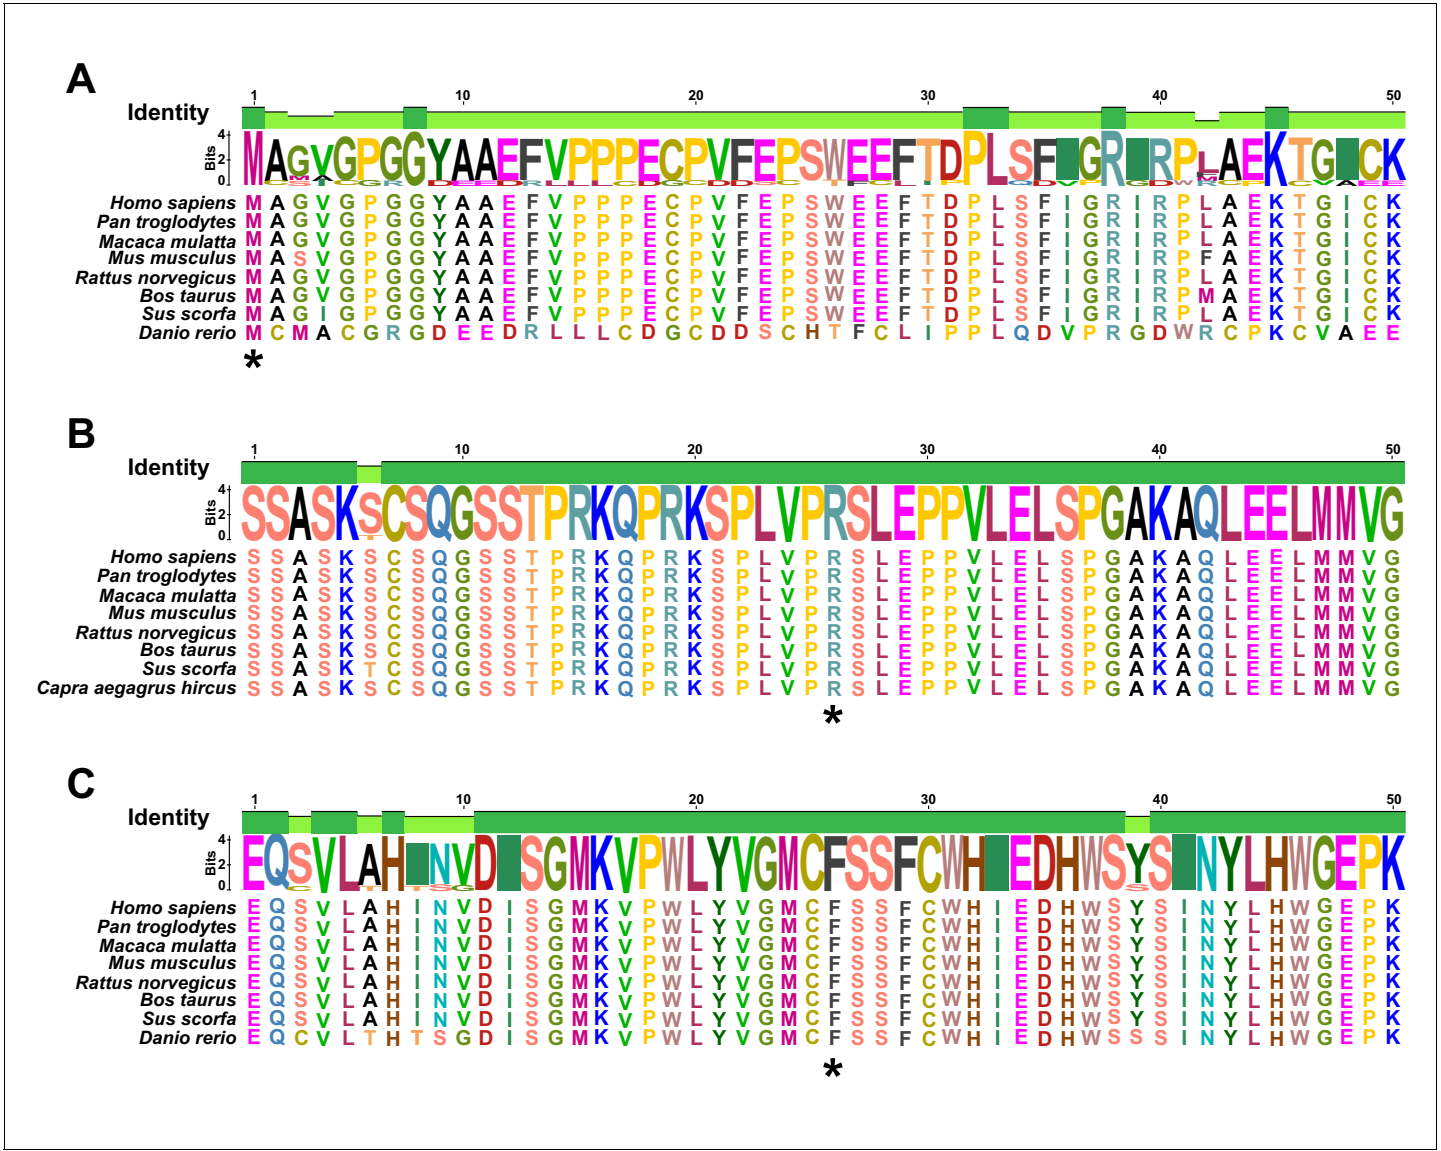 A
1 10 20 30 40 50
Identity
Bits
4
2
0
MAGVGPGGYAAEFVPPPECPVFEPSWEEFTDPLSFIGRIRPLAEKTGICK
Homo sapiens M A G V G P G G Y A A E F V P P P E C P V F E P S W E E F T D P L S F I G R I R P L A E K T G I C K
Pan troglodytes M A G V G P G G Y A A E F V P P P E C P V F E P S W E E F T D P L S F I G R I R P L A E K T G I C K
Macaca mulatta M A G V G P G G Y A A E F V P P P E C P V F E P S W E E F T D P L S F I G R I R P L A E K T G I C K
Mus musculus M A S V G P G G Y A A E F V P P P E C P V F E P S W E E F T D P L S F I G R I R P F A E K T G I C K
Rattus norvegicus M A G V G P G G Y A A E F V P P P E C P V F E P S W E E F T D P L S F I G R I R P L A E K T G I C K
Bos taurus M A G V G P G G Y A A E F V P P P E C P V F E P S W E E F T D P L S F I G R I R P M A E K T G I C K
Sus scorfa M A G I G P G G Y A A E F V P P P E C P V F E P S W E E F T D P L S F I G R I R P L A E K T G I C K
Danio rerio M C M A C G R G D E E D R L L L C D G C D D S C H T F C L I P P L Q D V P R G D W R C P K C V A E E
*
B
1 10 20 30 40 50
Identity
Bits
4
2
0
SSASKSCSQGSSTPRKQPRKSPLVPRSLEPPVLELSPGAKAQLEELMMVG
Homo sapiens S S A S K S C S Q G S S T P R K Q P R K S P L V P R S L E P P V L E L S P G A K A Q L E E L M M V G
Pan troglodytes S S A S K S C S Q G S S T P R K Q P R K S P L V P R S L E P P V L E L S P G A K A Q L E E L M M V G
Macaca mulatta S S A S K S C S Q G S S T P R K Q P R K S P L V P R S L E P P V L E L S P G A K A Q L E E L M M V G
Mus musculus S S A S K S C S Q G S S T P R K Q P R K S P L V P R S L E P P V L E L S P G A K A Q L E E L M M V G
Rattus norvegicus S S A S K S C S Q G S S T P R K Q P R K S P L V P R S L E P P V L E L S P G A K A Q L E E L M M V G
Bos taurus S S A S K S C S Q G S S T P R K Q P R K S P L V P R S L E P P V L E L S P G A K A Q L E E L M M V G
Sus scorfa S S A S K T C S Q G S S T P R K Q P R K S P L V P R S L E P P V L E L S P G A K A Q L E E L M M V G
Capra aegagrus hircus S S A S K S C S Q G S S T P R K Q P R K S P L V P R S L E P P V L E L S P G A K A Q L E E L M M V G
*
C
1 10 20 30 40 50
Identity
Bits
4
2
0
EQSVLAHINVDISGMKVPWLYVGMCFSSFCWHIEDHWSYSINYLHWGEPK
Homo sapiens E Q S V L A H I N V D I S G M K V P W L Y V G M C F S S F C W H I E D H W S Y S I N Y L H W G E P K
Pan troglodytes E Q S V L A H I N V D I S G M K V P W L Y V G M C F S S F C W H I E D H W S Y S I N Y L H W G E P K
Macaca mulatta E Q S V L A H I N V D I S G M K V P W L Y V G M C F S S F C W H I E D H W S Y S I N Y L H W G E P K
Mus musculus E Q S V L A H I N V D I S G M K V P W L Y V G M C F S S F C W H I E D H W S Y S I N Y L H W G E P K
Rattus norvegicus E Q S V L A H I N V D I S G M K V P W L Y V G M C F S S F C W H I E D H W S Y S I N Y L H W G E P K
Bos taurus E Q S V L A H I N V D I S G M K V P W L Y V G M C F S S F C W H I E D H W S Y S I N Y L H W G E P K
Sus scorfa E Q S V L A H I N V D I S G M K V P W L Y V G M C F S S F C W H I E D H W S Y S I N Y L H W G E P K
Danio rerio E Q C V L T H T S G D I S G M K V P W L Y V G M C F S S F C W H I E D H W S S S I N Y L H W G E P K
*